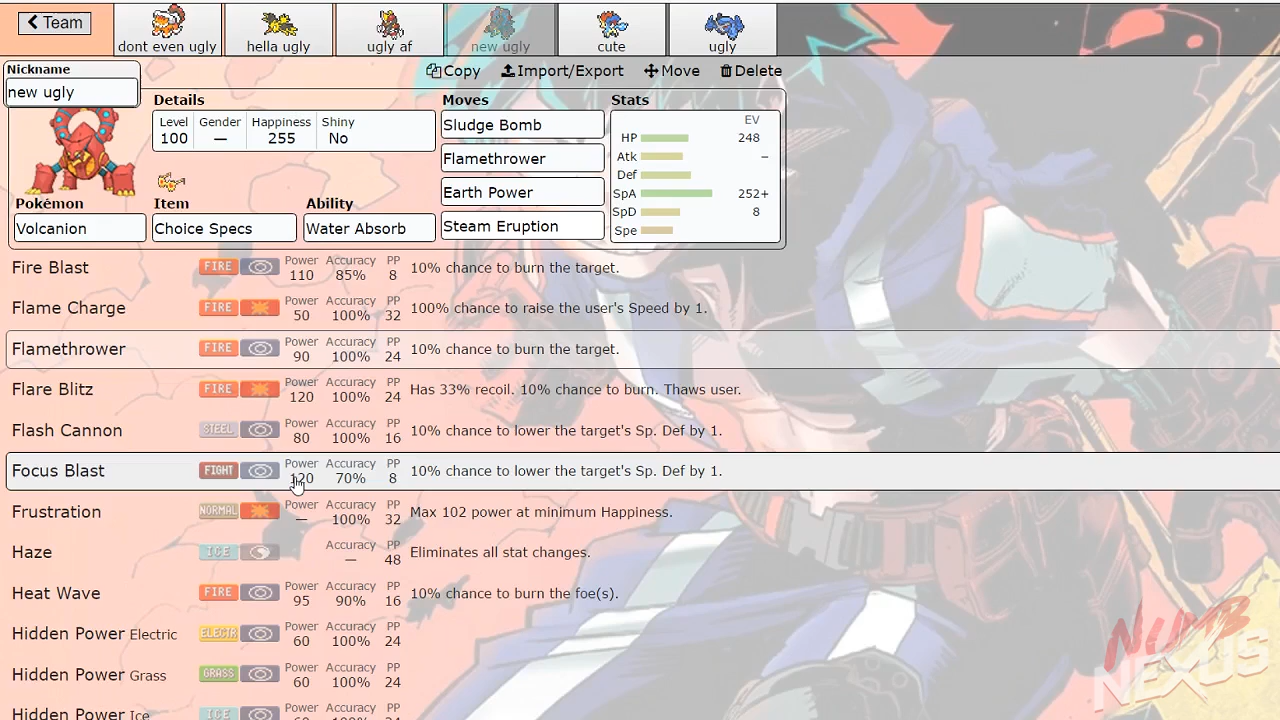 Team
dont even ugly
hella ugly
ugly af
new ugly
cute
ugly
Copy Import/Export Move Delete
Nickname
new ugly
Details
Level 100
Gender —
Happiness 255
Shiny No
Pokémon
Volcanion
Item
Choice Specs
Ability
Water Absorb
Moves
Sludge Bomb
Flamethrower
Earth Power
Steam Eruption
Stats
EV
HP 248
Atk –
Def
SpA 252+
SpD 8
Spe
Fire Blast FIRE Power 110 Accuracy 85% PP 8 10% chance to burn the target.
Flame Charge FIRE Power 50 Accuracy 100% PP 32 100% chance to raise the user's Speed by 1.
Flamethrower FIRE Power 90 Accuracy 100% PP 24 10% chance to burn the target.
Flare Blitz FIRE Power 120 Accuracy 100% PP 24 Has 33% recoil. 10% chance to burn. Thaws user.
Flash Cannon STEEL Power 80 Accuracy 100% PP 16 10% chance to lower the target's Sp. Def by 1.
Focus Blast FIGHT Power 120 Accuracy 70% PP 8 10% chance to lower the target's Sp. Def by 1.
Frustration NORMAL Power — Accuracy 100% PP 32 Max 102 power at minimum Happiness.
Haze ICE Accuracy — PP 48 Eliminates all stat changes.
Heat Wave FIRE Power 95 Accuracy 90% PP 16 10% chance to burn the foe(s).
Hidden Power Electric ELECTR Power 60 Accuracy 100% PP 24
Hidden Power Grass GRASS Power 60 Accuracy 100% PP 24
Hidden Power Ice ICE Power 60 Accuracy 100% PP 24
NUMB
NEXUS